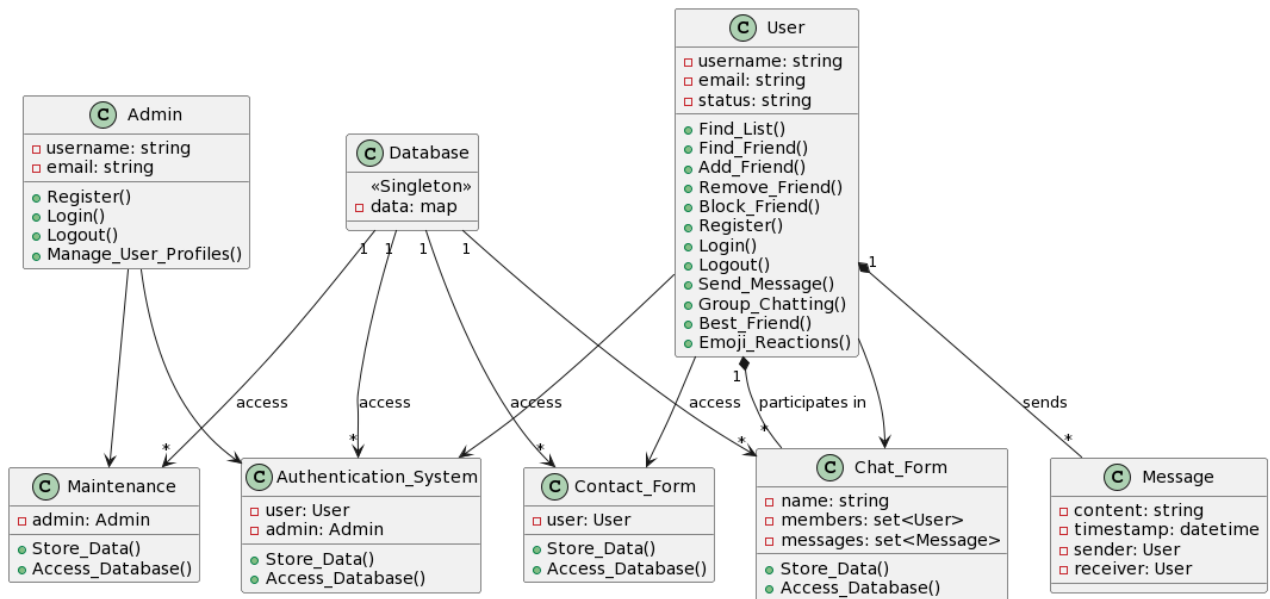 C User
username: string
email: string
status: string
Find_List()
Find_Friend()
Add_Friend()
Remove_Friend()
Block_Friend()
Register()
Login()
Logout()
Send_Message()
Group_Chatting()
Best_Friend()
Emoji_Reactions()
C Admin
username: string
email: string
Register()
Login()
Logout()
Manage_User_Profiles()
C Database
«Singleton»
data: map
1 1 1 1
1
1
access
access
access
access
participates in
sends
*
*
*
*
*
*
C Maintenance
admin: Admin
Store_Data()
Access_Database()
C Authentication_System
user: User
admin: Admin
Store_Data()
Access_Database()
C Contact_Form
user: User
Store_Data()
Access_Database()
C Chat_Form
name: string
members: set<User>
messages: set<Message>
Store_Data()
Access_Database()
C Message
content: string
timestamp: datetime
sender: User
receiver: User